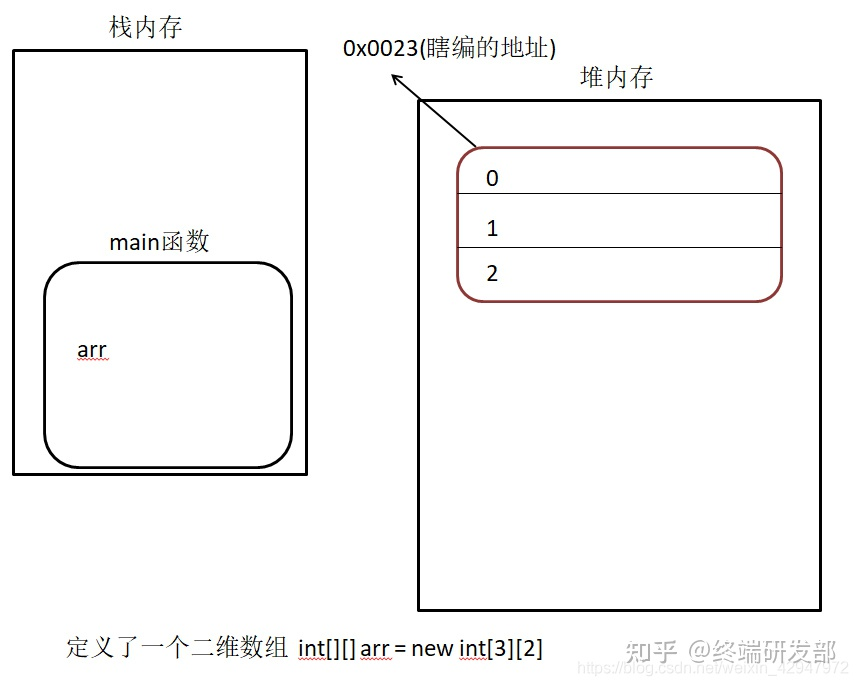 栈内存
0x0023(瞎编的地址)
堆内存
0
1
2
main函数
arr
定义了一个二维数组 int[][] arr = new int[3][2]
知乎 @终端研发部
https://blog.csdn.net/weixin_42947972